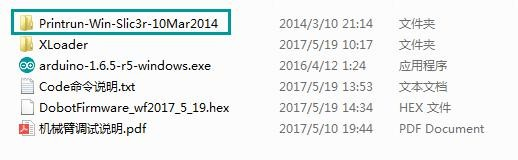 Printrun-Win-Slic3r-10Mar2014 2014/3/10 21:14 文件夹
XLoader 2017/5/19 10:17 文件夹
arduino-1.6.5-r5-windows.exe 2016/4/12 1:24 应用程序
Code命令说明.txt 2017/5/19 13:53 文本文档
DobotFirmware_wf2017_5_19.hex 2017/5/19 14:34 HEX 文件
机械臂调试说明.pdf 2017/5/10 19:44 PDF Document